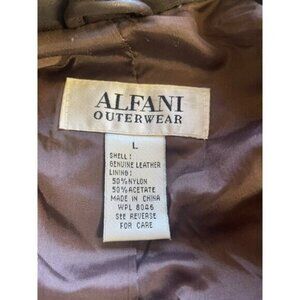 ALFANI
OUTERWEAR
L
SHELL:
GENUINE LEATHER
LINING:
50% NYLON
50% ACETATE
MADE IN CHINA
WPL 8046
SEE REVERSE
FOR CARE